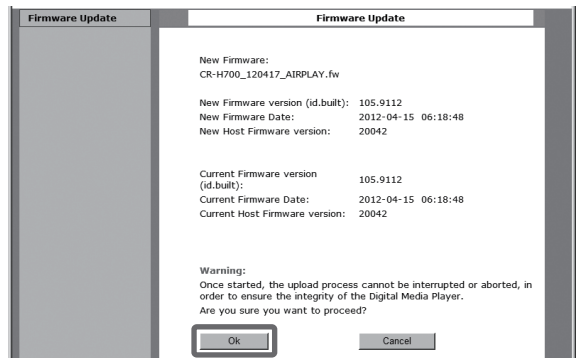 Firmware Update
Firmware Update
New Firmware:
CR-H700_120417_AIRPLAY.fw
New Firmware version (id.built): 105.9112
New Firmware Date: 2012-04-15 06:18:48
New Host Firmware version: 20042
Current Firmware version
(id.built): 105.9112
Current Firmware Date: 2012-04-15 06:18:48
Current Host Firmware version: 20042
Warning:
Once started, the upload process cannot be interrupted or aborted, in
order to ensure the integrity of the Digital Media Player.
Are you sure you want to proceed?
Ok Cancel